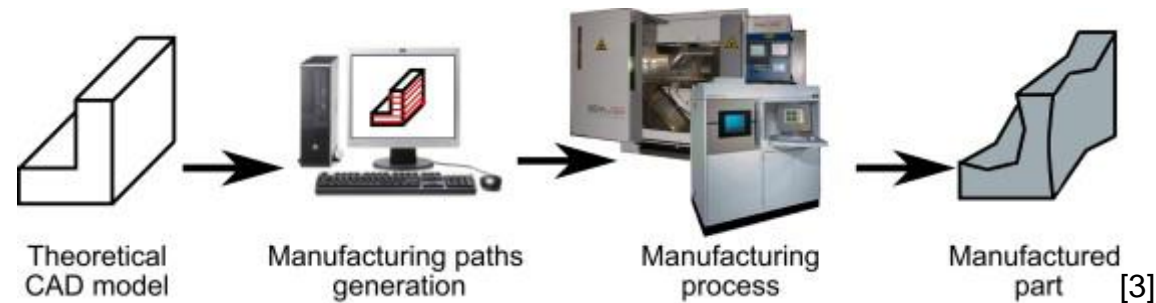 Theoretical
CAD model
Manufacturing paths
generation
Manufacturing
process
Manufactured
part [3]